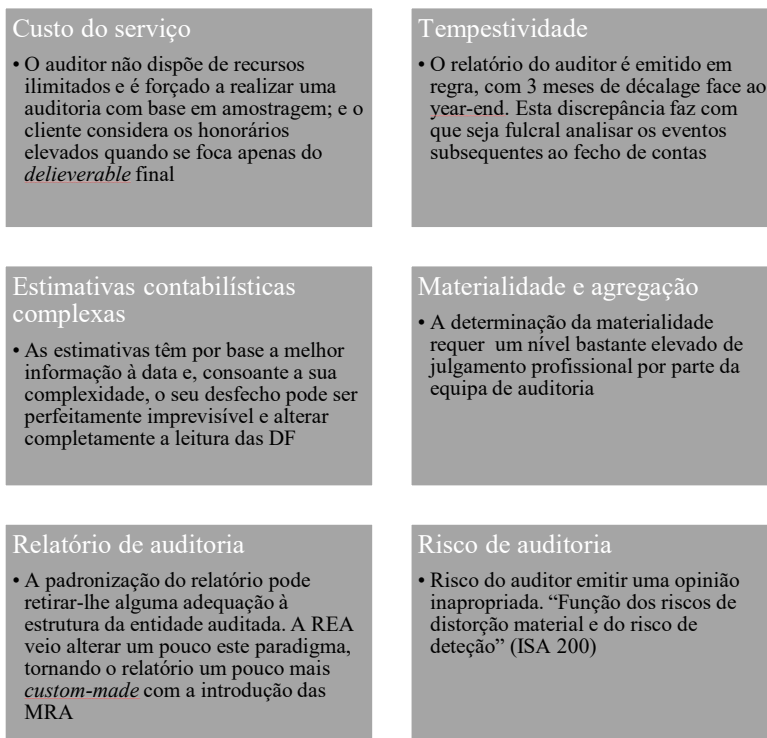 Custo do serviço
• O auditor não dispõe de recursos
ilimitados e é forçado a realizar uma
auditoria com base em amostragem; e o
cliente considera os honorários
elevados quando se foca apenas do
delieverable final
Tempestividade
• O relatório do auditor é emitido em
regra, com 3 meses de décalage face ao
year-end. Esta discrepância faz com
que seja fulcral analisar os eventos
subsequentes ao fecho de contas
Estimativas contabilísticas
complexas
• As estimativas têm por base a melhor
informação à data e, consoante a sua
complexidade, o seu desfecho pode ser
perfeitamente imprevisível e alterar
completamente a leitura das DF
Materialidade e agregação
• A determinação da materialidade
requer um nível bastante elevado de
julgamento profissional por parte da
equipa de auditoria
Relatório de auditoria
• A padronização do relatório pode
retirar-lhe alguma adequação à
estrutura da entidade auditada. A REA
veio alterar um pouco este paradigma,
tornando o relatório um pouco mais
custom-made com a introdução das
MRA
Risco de auditoria
• Risco do auditor emitir uma opinião
inapropriada. “Função dos riscos de
distorção material e do risco de
deteção” (ISA 200)